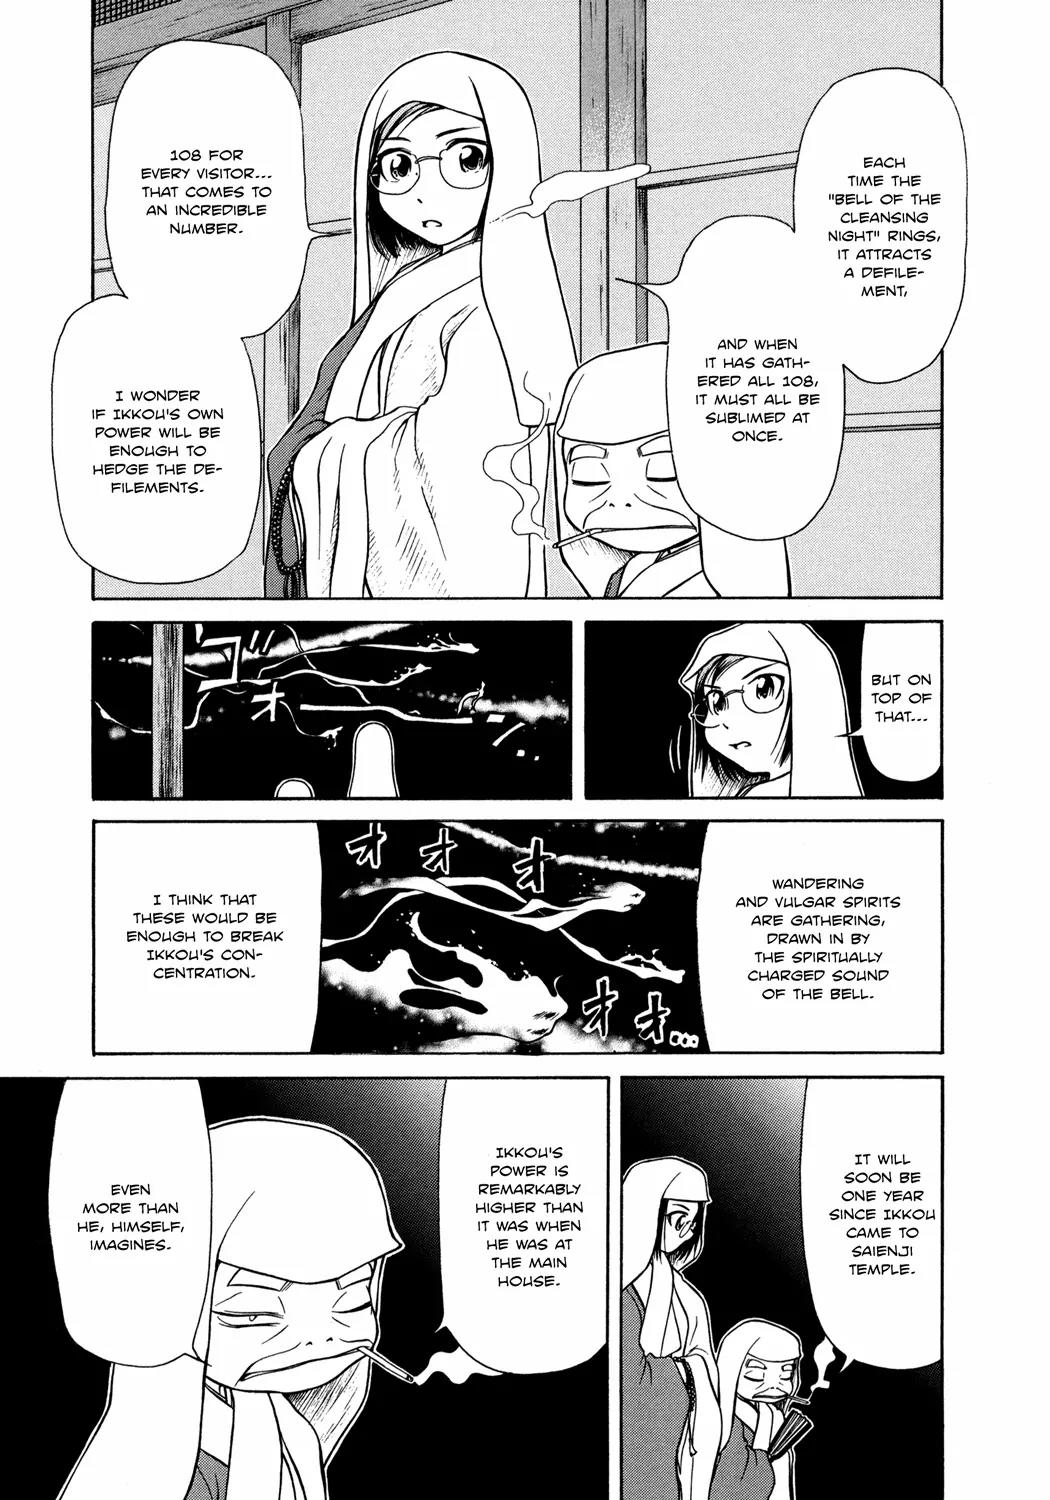 EACH
TIME THE
"BELL OF THE
CLEANSING
NIGHT" RINGS,
IT ATTRACTS
A DEFILE-
MENT,
AND WHEN
IT HAS GATH-
ERED ALL 108,
IT MUST ALL BE
SUBLIMED AT
ONCE.
108 FOR
EVERY VISITOR...
THAT COMES TO
AN INCREDIBLE
NUMBER.
I WONDER
IF IKKOU'S OWN
POWER WILL BE
ENOUGH TO
HEDGE THE DE-
FILEMENTS.
BUT ON
TOP OF
THAT...
ゴォ
WANDERING
AND VULGAR SPIRITS
ARE GATHERING,
DRAWN IN BY
THE SPIRITUALLY
CHARGED SOUND
OF THE BELL.
オオオ
オオ...
I THINK THAT
THESE WOULD BE
ENOUGH TO BREAK
IKKOU'S CON-
CENTRATION.
IT WILL
SOON BE
ONE YEAR
SINCE IKKOU
CAME TO
SAIENJI
TEMPLE.
IKKOU'S
POWER IS
REMARKABLY
HIGHER THAN
IT WAS WHEN
HE WAS AT
THE MAIN
HOUSE.
EVEN
MORE THAN
HE, HIMSELF,
IMAGINES.